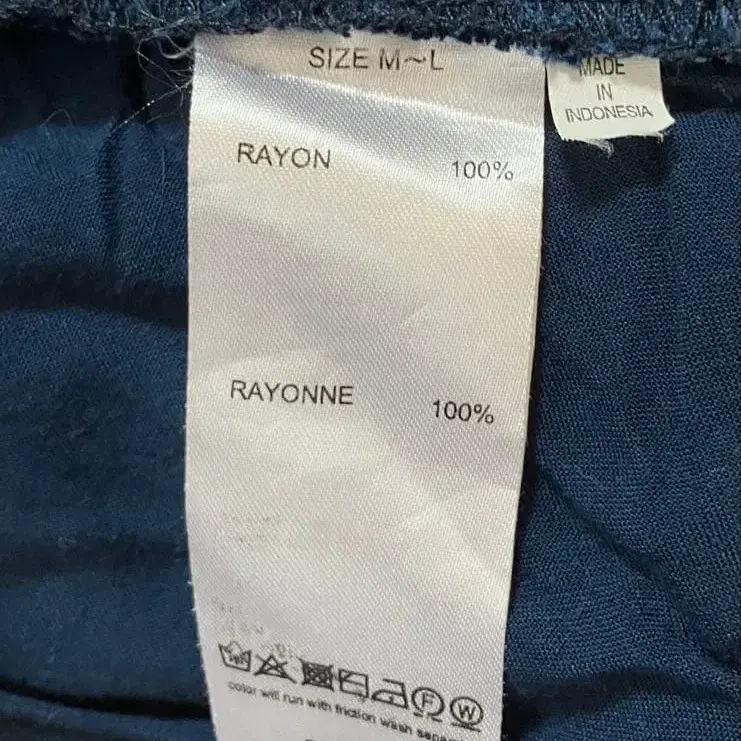 SIZE M~L
MADE
IN
INDONESIA
RAYON 100%
RAYONNE 100%
F W
color will run with friction wash